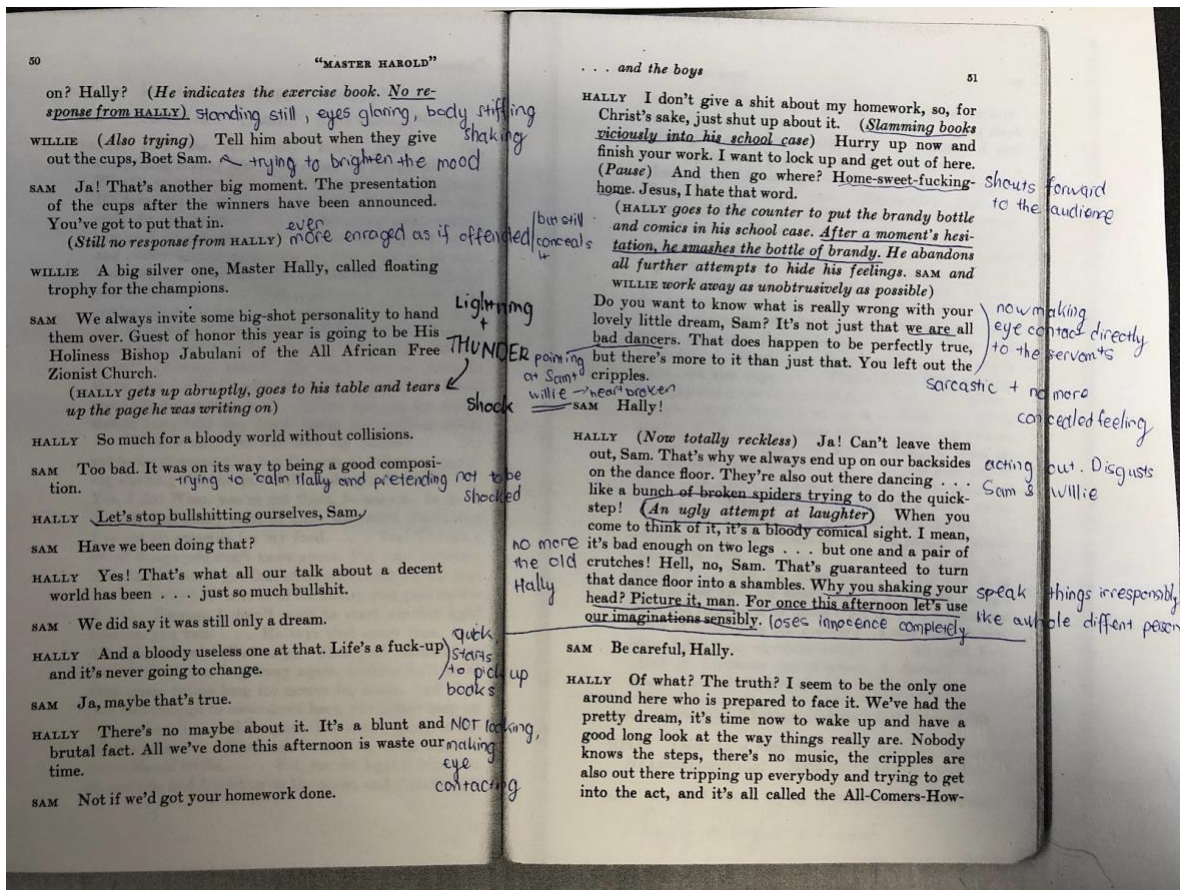 50
"MASTER HAROLD"
on? Hally? (He indicates the exercise book. No re-
sponse from HALLY) standing still, eyes glaring, body stiffling
shaking
WILLIE (Also trying) Tell him about when they give
out the cups, Boet Sam. trying to brighten the mood
SAM Ja! That's another big moment. The presentation
of the cups after the winners have been announced.
You've got to put that in.
(Still no response from HALLY) even more enraged as if offended / but still conceals it
WILLIE A big silver one, Master Hally, called floating
trophy for the champions.
SAM We always invite some big-shot personality to hand
them over. Guest of honor this year is going to be His
Holiness Bishop Jabulani of the All African Free
Zionist Church.
Lightning
+
THUNDER
(HALLY gets up abruptly, goes to his table and tears
up the page he was writing on)
Shock
HALLY So much for a bloody world without collisions.
SAM Too bad. It was on its way to being a good composi-
tion. trying to calm Hally and pretending not to be
shocked
HALLY Let's stop bullshitting ourselves, Sam.
SAM Have we been doing that?
HALLY Yes! That's what all our talk about a decent
world has been . . . just so much bullshit.
SAM We did say it was still only a dream.
HALLY And a bloody useless one at that. Life's a fuck-up
and it's never going to change.
quick
starts
to pick up
books
SAM Ja, maybe that's true.
HALLY There's no maybe about it. It's a blunt and
brutal fact. All we've done this afternoon is waste our
time.
NOT looking,
making
eye
contacting
SAM Not if we'd got your homework done.
. . . and the boys
51
HALLY I don't give a shit about my homework, so, for
Christ's sake, just shut up about it. (Slamming books
viciously into his school case) Hurry up now and
finish your work. I want to lock up and get out of here.
(Pause) And then go where? Home-sweet-fucking-
home. Jesus, I hate that word.
shouts forward
to the audience
(HALLY goes to the counter to put the brandy bottle
and comics in his school case. After a moment's hesi-
tation, he smashes the bottle of brandy. He abandons
all further attempts to hide his feelings. SAM and
WILLIE work away as unobtrusively as possible)
Do you want to know what is really wrong with your
lovely little dream, Sam? It's not just that we are all
bad dancers. That does happen to be perfectly true,
but there's more to it than just that. You left out the
cripples.
now making
eye contact directly
to the servants
pointing
at Sam +
willie → heart broken
sarcastic + no more
concealed feeling
SAM Hally!
HALLY (Now totally reckless) Ja! Can't leave them
out, Sam. That's why we always end up on our backsides
on the dance floor. They're also out there dancing . . .
like a bunch of broken spiders trying to do the quick-
step! (An ugly attempt at laughter) When you
come to think of it, it's a bloody comical sight. I mean,
it's bad enough on two legs . . . but one and a pair of
crutches! Hell, no, Sam. That's guaranteed to turn
that dance floor into a shambles. Why you shaking your
head? Picture it, man. For once this afternoon let's use
our imaginations sensibly. loses innocence completely
acting out. Disgusts
Sam & Willie
no more
the old
Hally
speak things irresponsibly
like a whole diffent person
SAM Be careful, Hally.
HALLY Of what? The truth? I seem to be the only one
around here who is prepared to face it. We've had the
pretty dream, it's time now to wake up and have a
good long look at the way things really are. Nobody
knows the steps, there's no music, the cripples are
also out there tripping up everybody and trying to get
into the act, and it's all called the All-Comers-How-